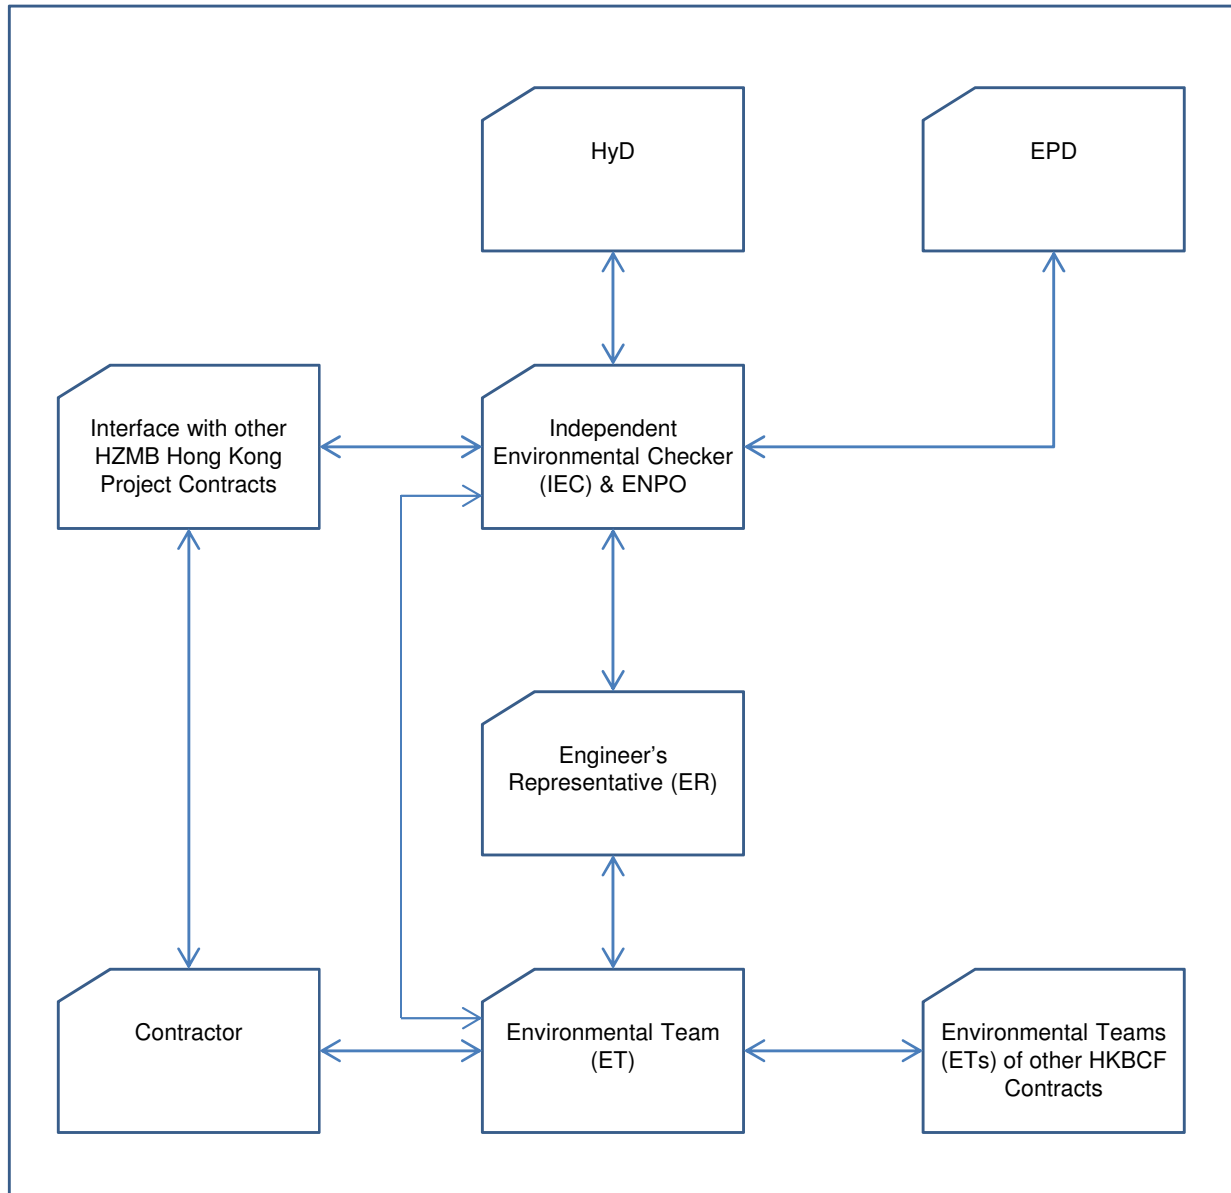 HyD
EPD
Interface with other
HZMB Hong Kong
Project Contracts
Independent
Environmental Checker
(IEC) & ENPO
Engineer’s
Representative (ER)
Contractor
Environmental Team
(ET)
Environmental Teams
(ETs) of other HKBCF
Contracts